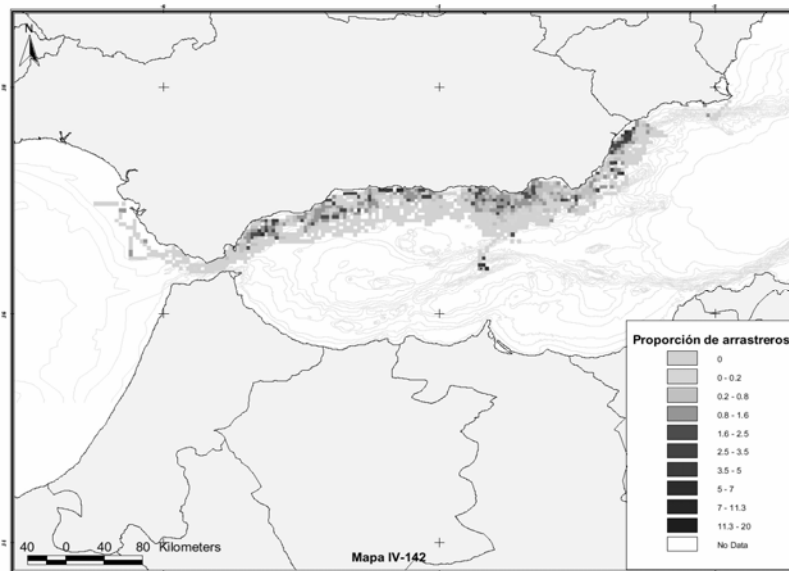 N
Proporción de arrastreros
0
0 - 0.2
0.2 - 0.8
0.8 - 1.6
1.6 - 2.5
2.5 - 3.5
3.5 - 5
5 - 7
7 - 11.3
11.3 - 20
No Data
40 0 40 80 Kilometers
Mapa IV-142